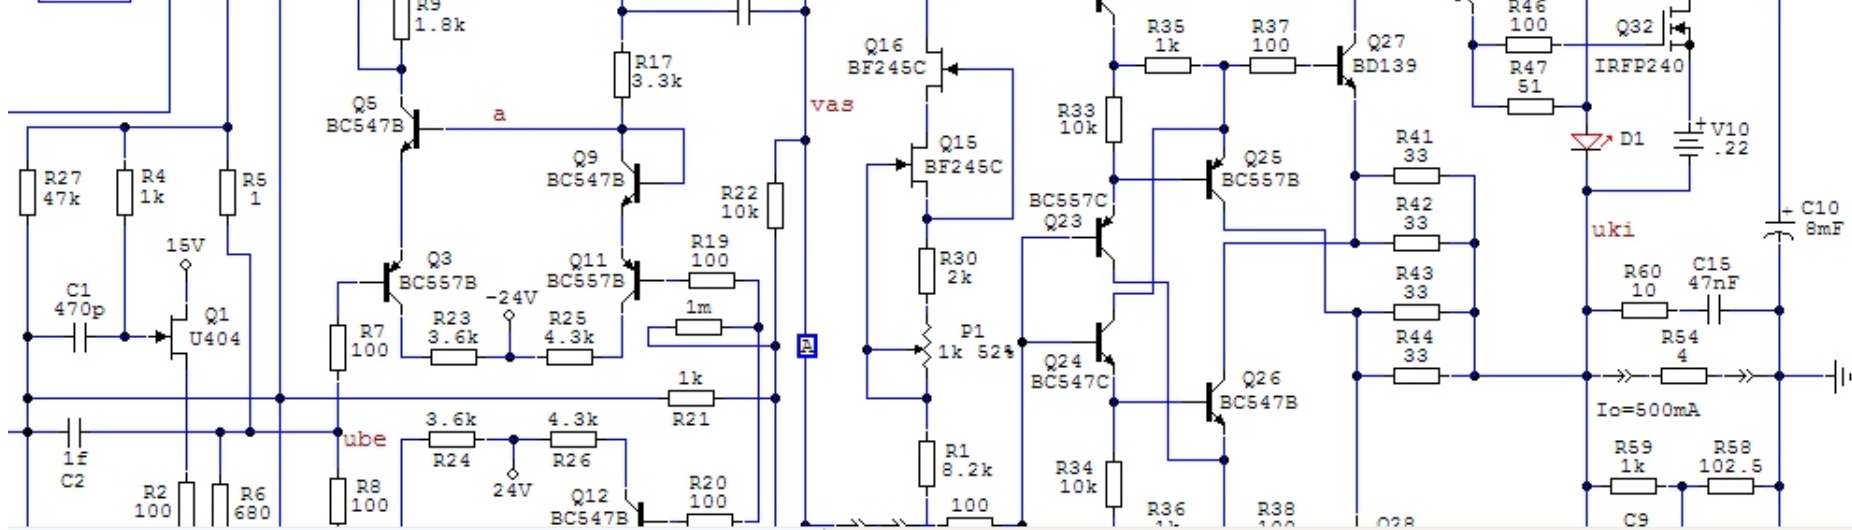 R9
1.8k
R17
3.3k
Q5
BC547B
a
vas
Q16
BF245C
R35
1k
R37
100
Q27
BD139
R46
100
Q32
IRFP240
R47
51
R33
10k
Q15
BF245C
R41
33
D1
V10
.22
R27
47k
R4
1k
R5
1
Q9
BC547B
R22
10k
BC557C
Q23
Q25
BC557B
R42
33
uki
C10
8mF
15V
Q3
BC557B
Q11
BC557B
R19
100
R30
2k
R43
33
R60
10
C15
47nF
C1
470p
Q1
U404
R7
100
-24V
R23
3.6k
R25
4.3k
1m
A
P1
1k 52%
Q24
BC547C
R44
33
R54
4
1k
R21
Q26
BC547B
Io=500mA
ube
3.6k
R24
4.3k
R26
24V
1f
C2
R1
8.2k
R34
10k
R59
1k
R58
102.5
R2
100
R6
680
R8
100
Q12
BC547B
R20
100
100
R36
1k
R38
100
Q28
C9